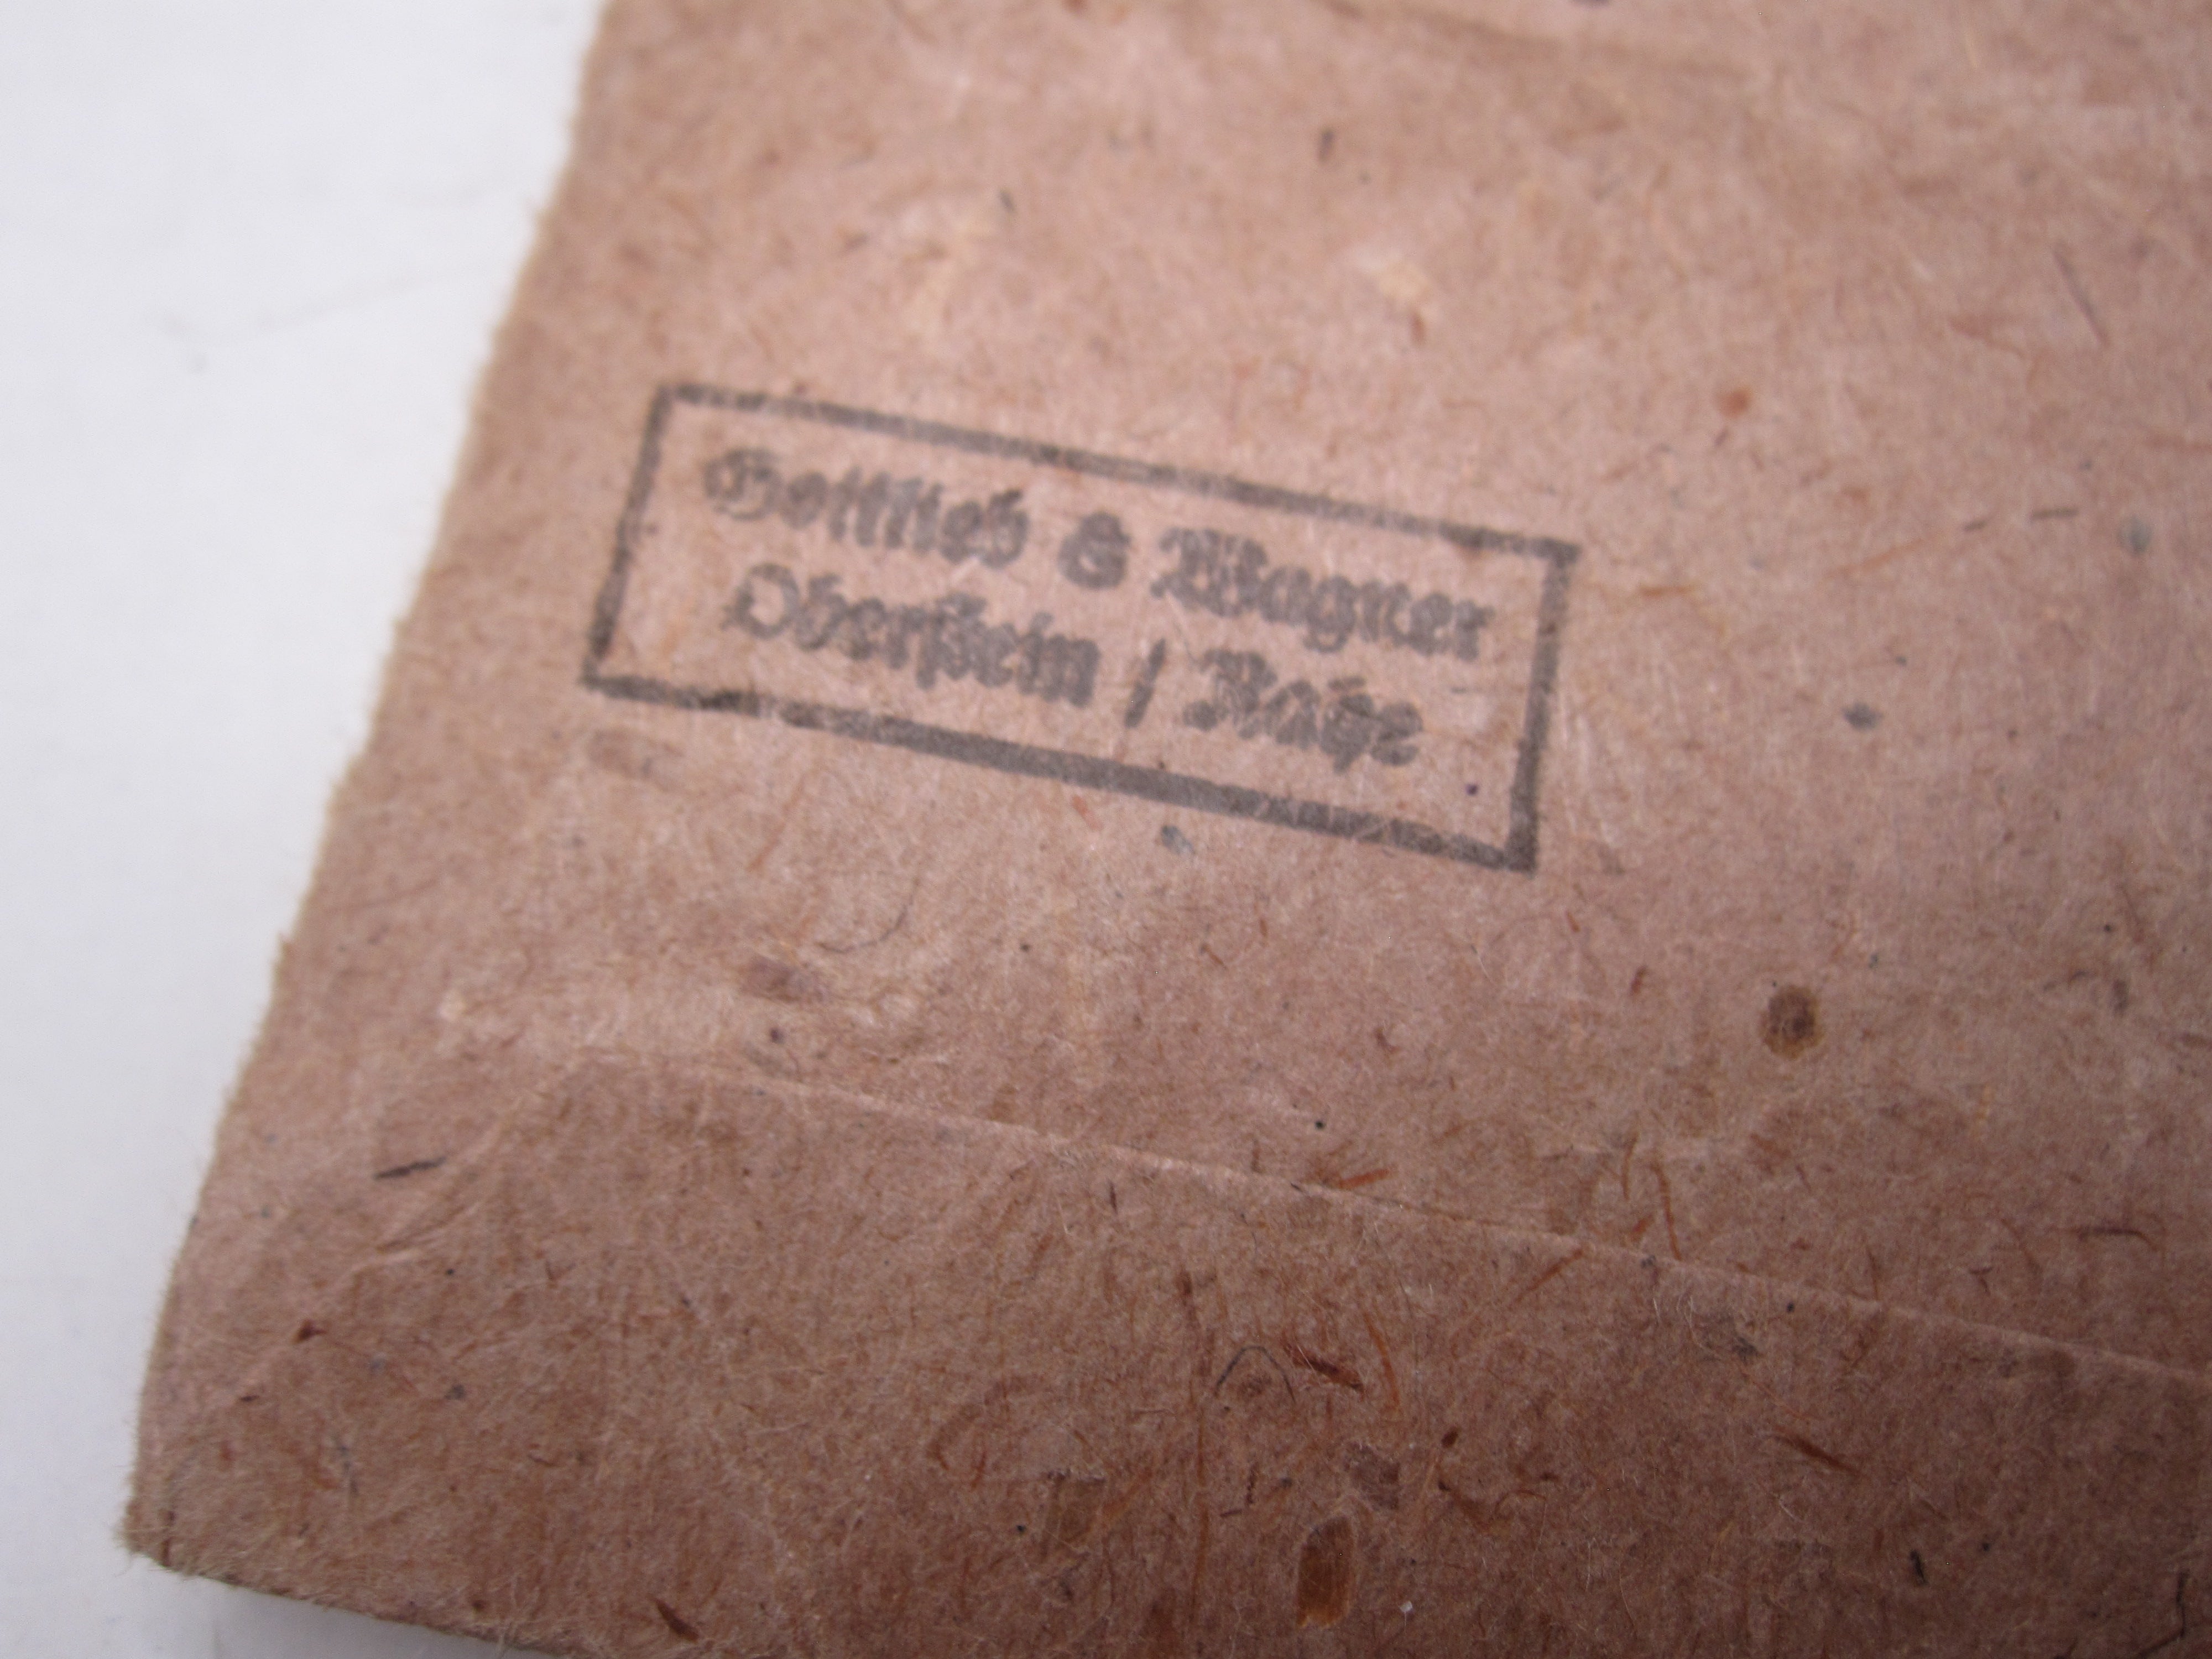 Gottlieb & Wagner
Oberstein / Nahe